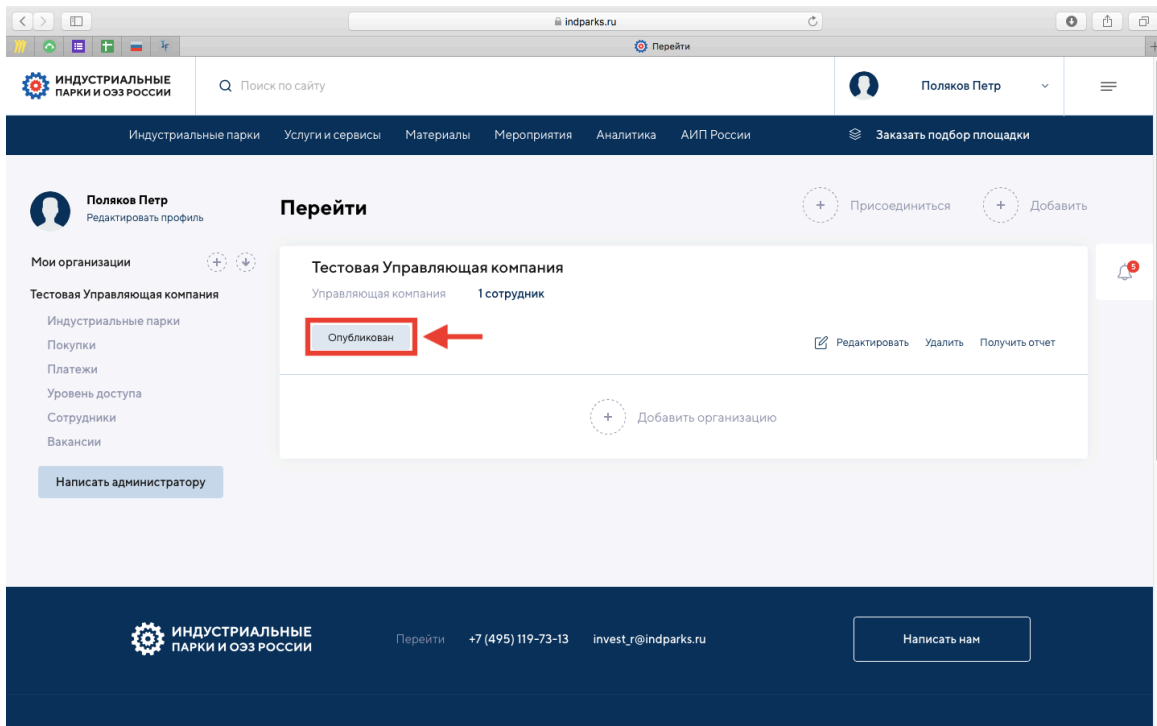 indparks.ru
Перейти
ИНДУСТРИАЛЬНЫЕ
ПАРКИ И ОЭЗ РОССИИ
Поиск по сайту
Поляков Петр
Индустриальные парки Услуги и сервисы Материалы Мероприятия Аналитика АИП России Заказать подбор площадки
Поляков Петр
Редактировать профиль
Мои организации
Тестовая Управляющая компания
Индустриальные парки
Покупки
Платежи
Уровень доступа
Сотрудники
Вакансии
Написать администратору
Перейти
+ Присоединиться + Добавить
Тестовая Управляющая компания
Управляющая компания 1 сотрудник
Опубликован
Редактировать Удалить Получить отчет
+ Добавить организацию
5
ИНДУСТРИАЛЬНЫЕ
ПАРКИ И ОЭЗ РОССИИ
Перейти +7 (495) 119-73-13 invest_r@indparks.ru
Написать нам